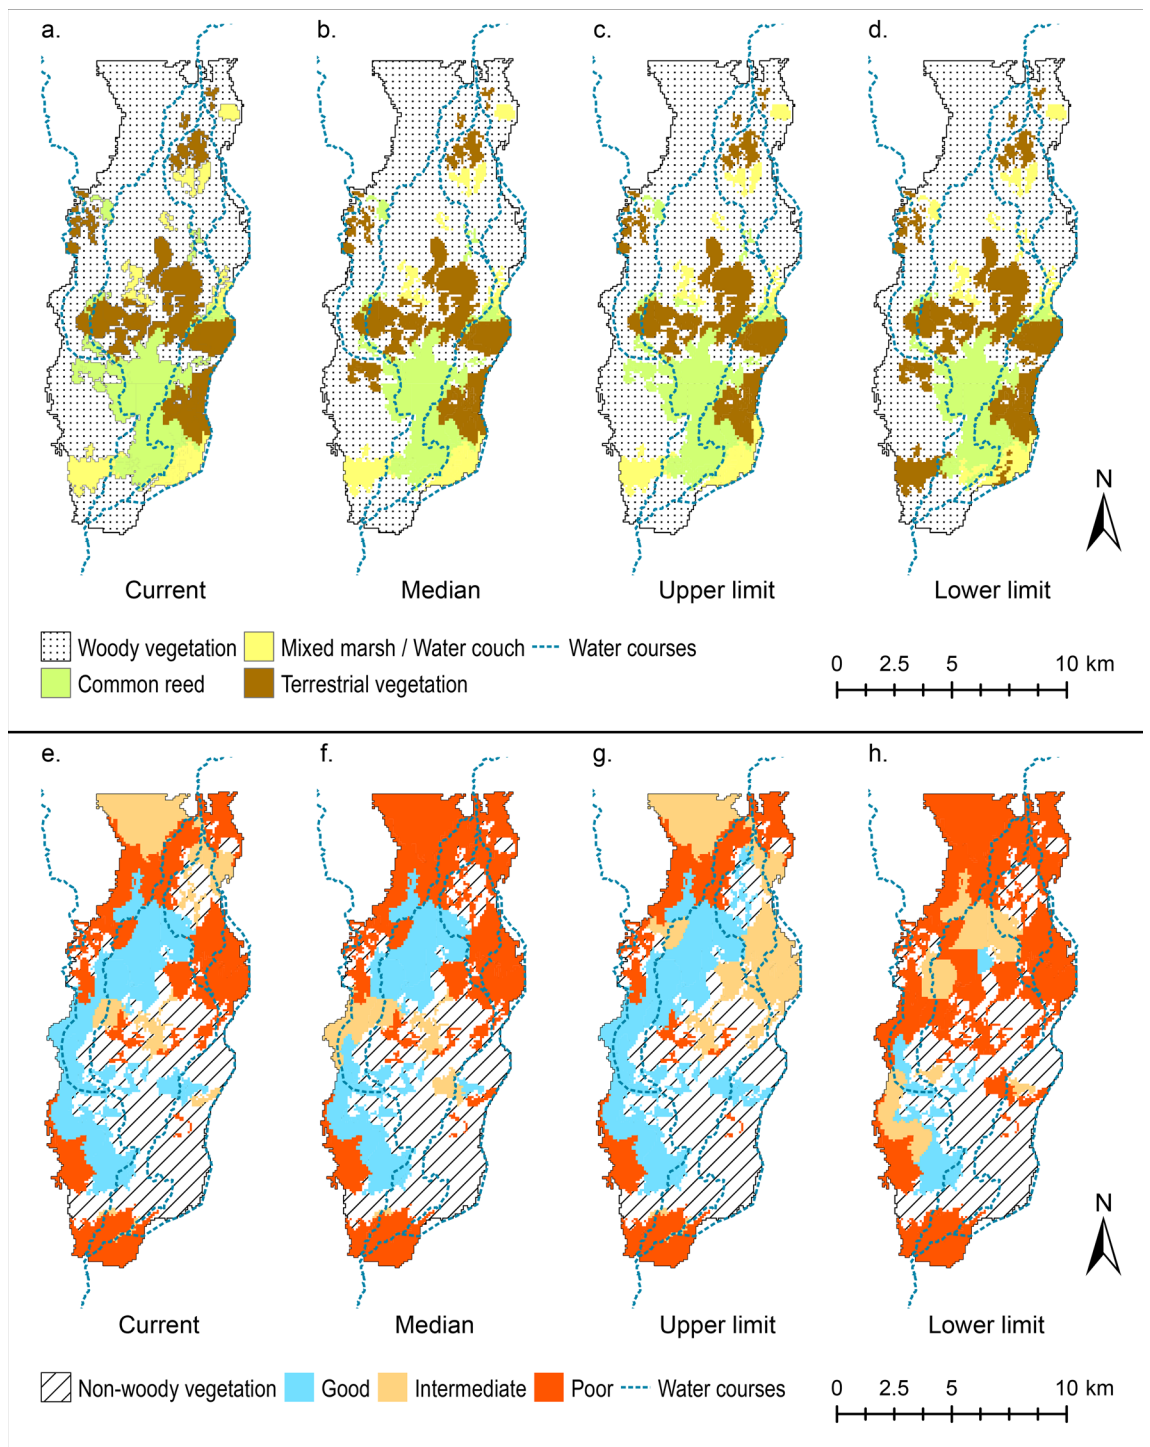 a. b. c. d.
N
Current Median Upper limit Lower limit
Woody vegetation Mixed marsh / Water couch Water courses
Common reed Terrestrial vegetation
0 2.5 5 10 km
e. f. g. h.
N
Current Median Upper limit Lower limit
Non-woody vegetation Good Intermediate Poor Water courses
0 2.5 5 10 km